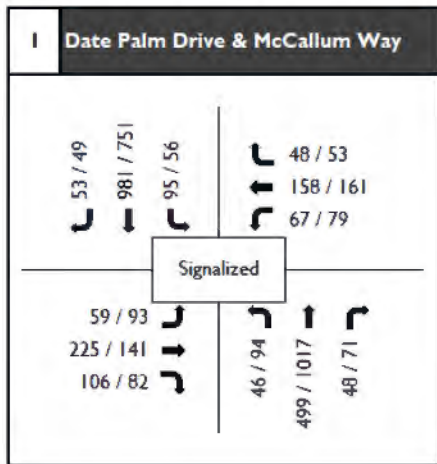 1 Date Palm Drive & McCallum Way
53 / 49
981 / 751
95 / 56
48 / 53
158 / 161
67 / 79
Signalized
59 / 93
225 / 141
106 / 82
46 / 94
499 / 1017
48 / 71